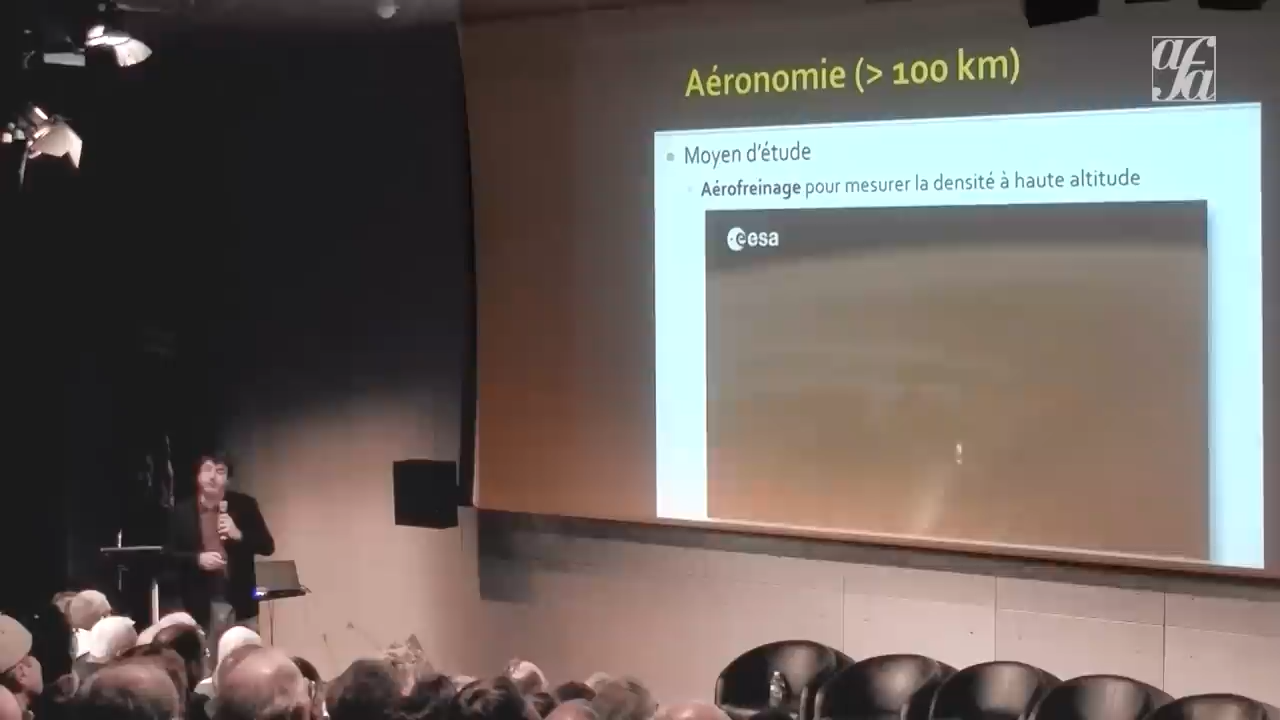 Aéronomie (> 100 km)
afa
Moyen d'étude
Aérofreinage pour mesurer la densité à haute altitude
esa